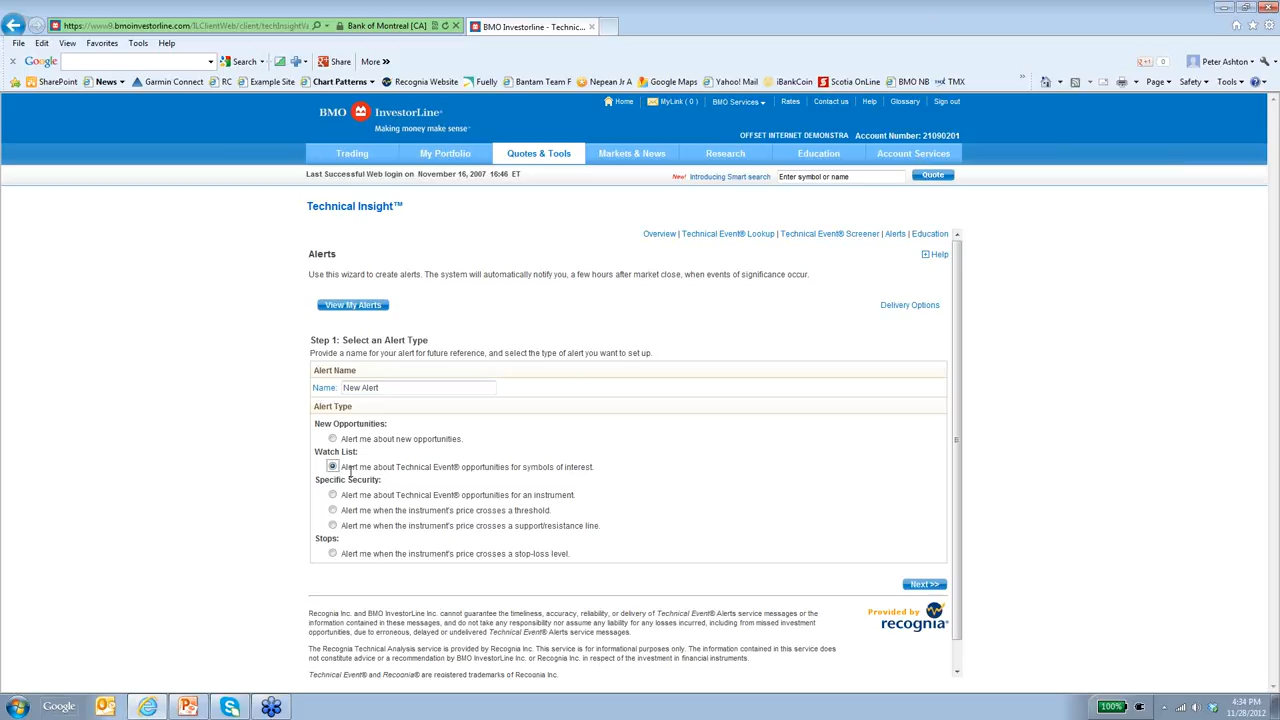 https://www9.bmoinvestorline.com/ILClientWeb/client/techInsightV
Bank of Montreal [CA]
BMO Investorline - Technic...
File Edit View Favorites Tools Help
Google Search Share More » +1 0 Peter Ashton
SharePoint News Garmin Connect RC Example Site Chart Patterns Recognia Website Fuelly Bantam Team F Nepean Jr A Google Maps Yahoo! Mail iBankCoin Scotia OnLine BMO NB TMX » Page Safety Tools
Home MyLink ( 0 ) BMO Services Rates Contact us Help Glossary Sign out
BMO InvestorLine®
Making money make sense®
OFFSET INTERNET DEMONSTRA Account Number: 21090201
Trading My Portfolio Quotes & Tools Markets & News Research Education Account Services
Last Successful Web login on November 16, 2007 16:46 ET New! Introducing Smart search Enter symbol or name Quote
Technical Insight™
Overview | Technical Event® Lookup | Technical Event® Screener | Alerts | Education
Alerts
Help
Use this wizard to create alerts. The system will automatically notify you, a few hours after market close, when events of significance occur.
View My Alerts Delivery Options
Step 1: Select an Alert Type
Provide a name for your alert for future reference, and select the type of alert you want to set up.
Alert Name
Name: New Alert
Alert Type
New Opportunities:
Alert me about new opportunities.
Watch List:
Alert me about Technical Event® opportunities for symbols of interest.
Specific Security:
Alert me about Technical Event® opportunities for an instrument.
Alert me when the instrument's price crosses a threshold.
Alert me when the instrument's price crosses a support/resistance line.
Stops:
Alert me when the instrument's price crosses a stop-loss level.
Next >>
Recognia Inc. and BMO InvestorLine Inc. cannot guarantee the timeliness, accuracy, reliability, or delivery of Technical Event® Alerts service messages or the
information contained in these messages, and do not take any responsibility nor assume any liability for any losses incurred, including from missed investment
opportunities, due to erroneous, delayed or undelivered Technical Event® Alerts service messages.
Provided by
recognia
The Recognia Technical Analysis service is provided by Recognia Inc. This service is for informational purposes only. The information contained in this service does
not constitute advice or a recommendation by BMO InvestorLine Inc. or Recognia Inc. in respect of the investment in financial instruments.
Technical Event® and Recognia® are registered trademarks of Recognia Inc.
Google 100% 4:34 PM
11/28/2012